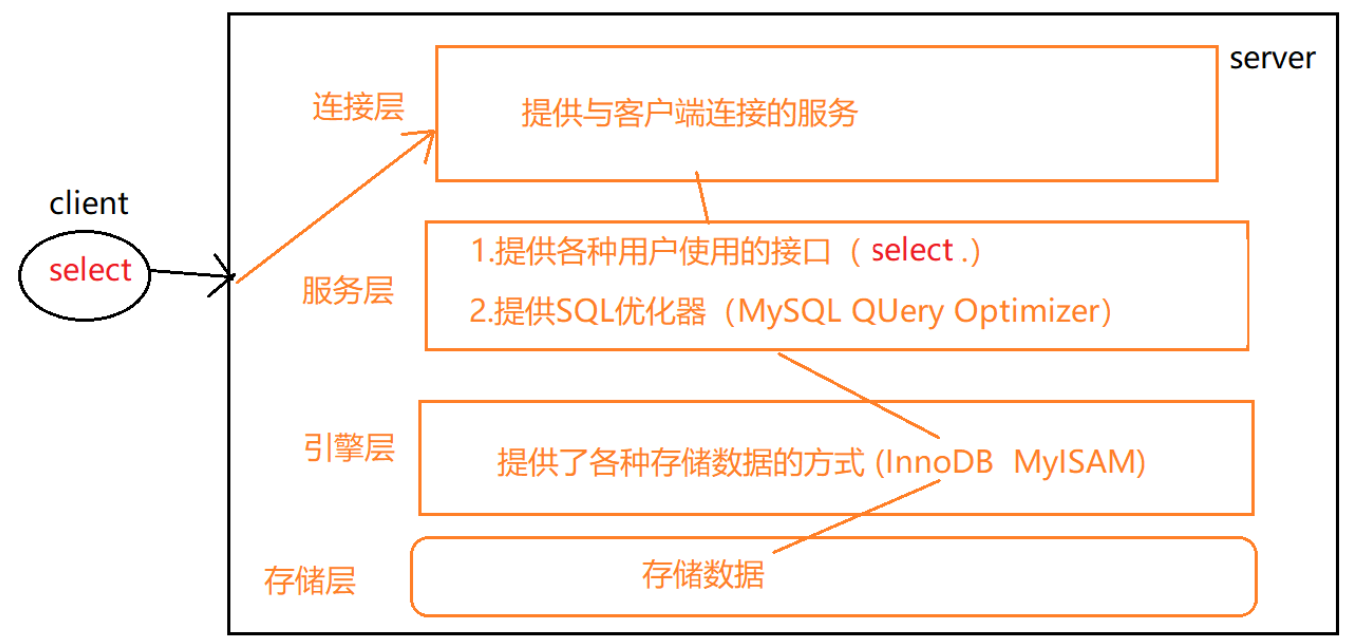 server
连接层
提供与客户端连接的服务
client
select
服务层
1.提供各种用户使用的接口（ select .）
2.提供SQL优化器（MySQL QUery Optimizer）
引擎层
提供了各种存储数据的方式 (InnoDB MyISAM)
存储层
存储数据